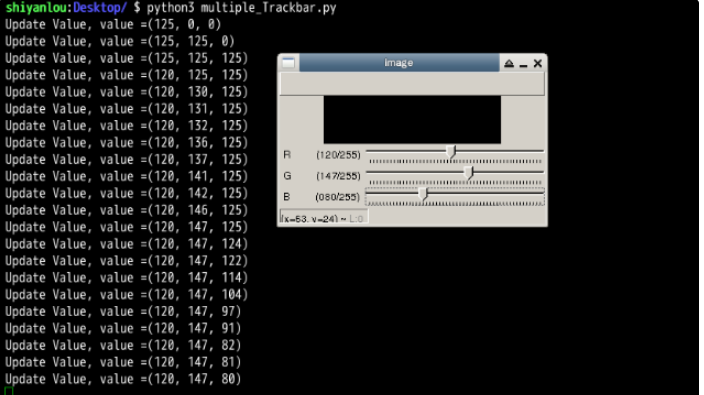 shiyanlou:Desktop/ $ python3 multiple_Trackbar.py
Update Value, value =(125, 0, 0)
Update Value, value =(125, 125, 0)
Update Value, value =(125, 125, 125)
Update Value, value =(120, 125, 125)
Update Value, value =(120, 130, 125)
Update Value, value =(120, 131, 125)
Update Value, value =(120, 132, 125)
Update Value, value =(120, 136, 125)
Update Value, value =(120, 137, 125)
Update Value, value =(120, 141, 125)
Update Value, value =(120, 142, 125)
Update Value, value =(120, 146, 125)
Update Value, value =(120, 147, 125)
Update Value, value =(120, 147, 124)
Update Value, value =(120, 147, 122)
Update Value, value =(120, 147, 114)
Update Value, value =(120, 147, 104)
Update Value, value =(120, 147, 97)
Update Value, value =(120, 147, 91)
Update Value, value =(120, 147, 82)
Update Value, value =(120, 147, 81)
Update Value, value =(120, 147, 80)
image
R (120/255)
G (147/255)
B (080/255)
(x=53, y=24) ~ L:0